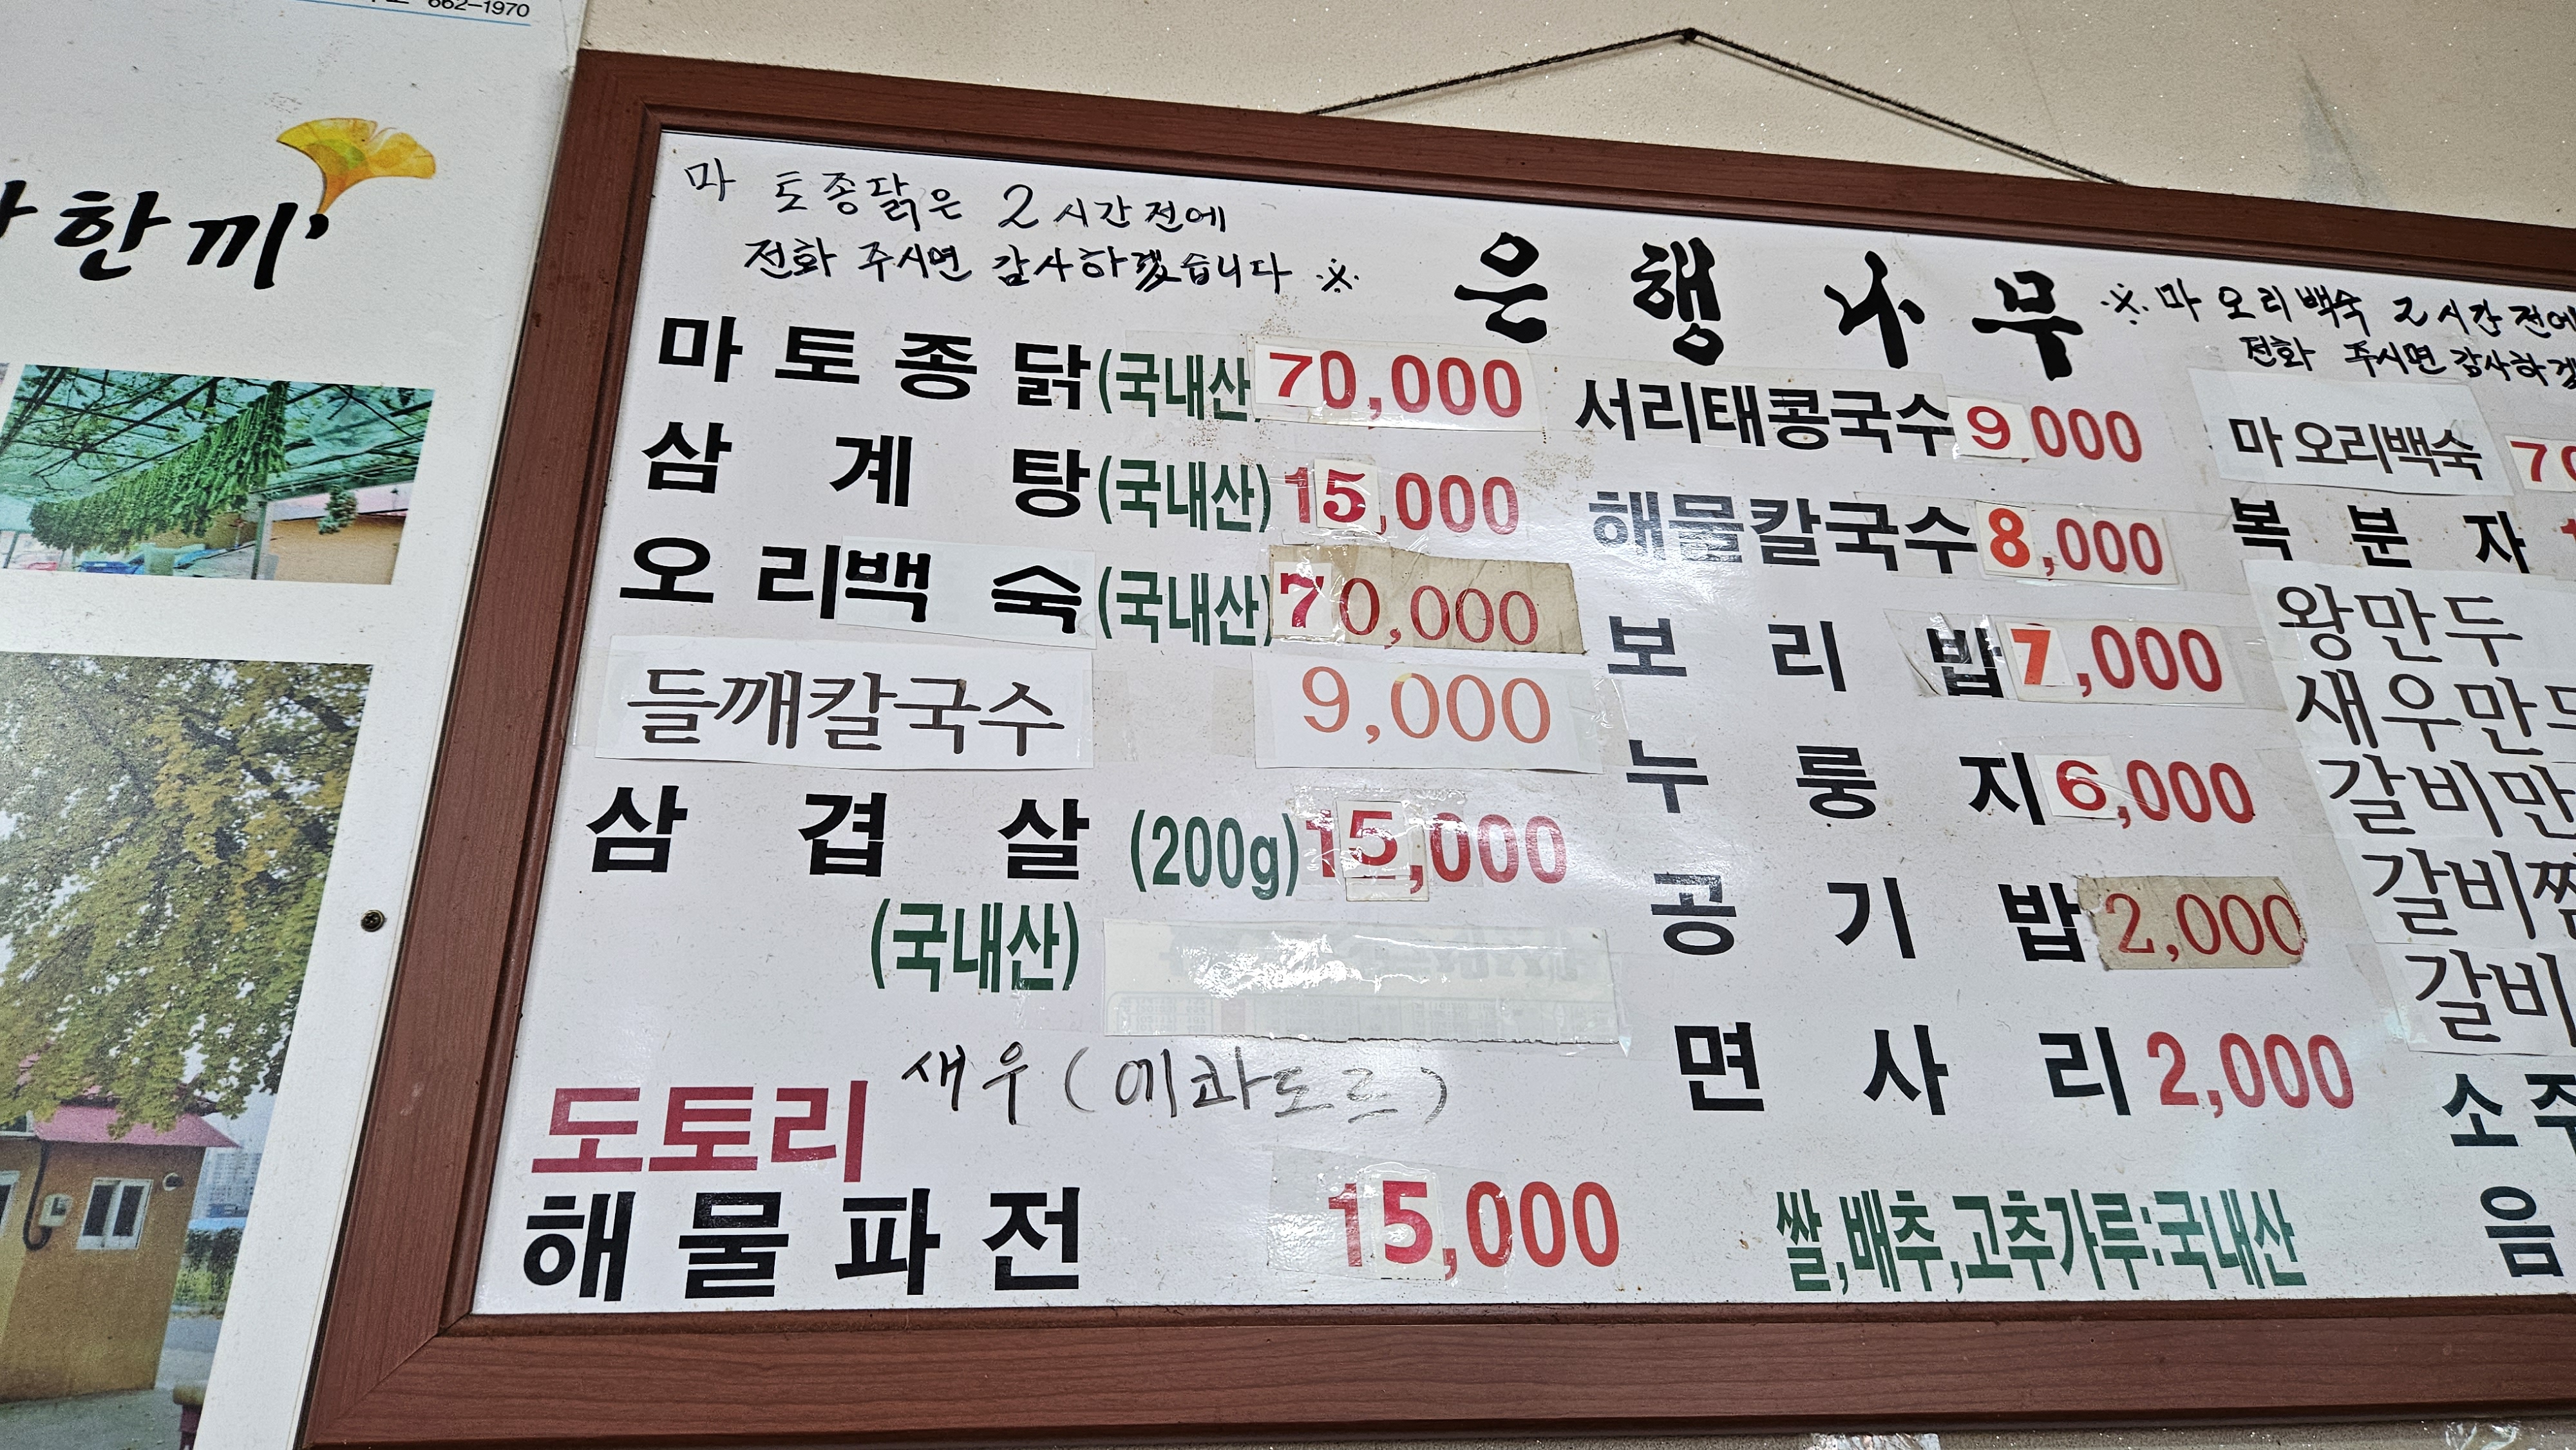 662-1970
한끼’
마 토종닭은 2시간전에
전화 주시면 감사하겠습니다 ※
은행나무
※ 마 오리백숙 2시간전에
전화 주시면 감사하겠
마토종닭(국내산 70,000
삼계탕(국내산) 15,000
오리백숙(국내산) 70,000
들깨칼국수 9,000
삼겹살 (200g) 15,000
(국내산)
새우 (에콰도르)
도토리
해물파전 15,000
서리태콩국수 9,000
해물칼국수 8,000
보리밥 7,000
누룽지 6,000
공기밥 2,000
면사리 2,000
쌀,배추,고추가루:국내산
마오리백숙 70
복분자 1
왕만두
새우만두
갈비만
갈비찐
갈비
소주
음